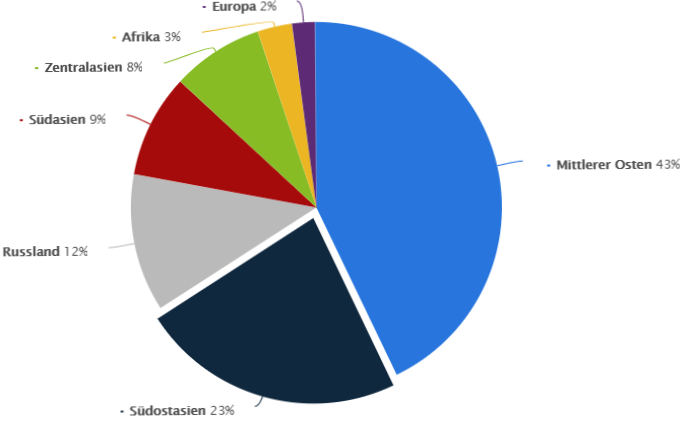 Europa 2%
Afrika 3%
Zentralasien 8%
Südasien 9%
Mittlerer Osten 43%
Russland 12%
Südostasien 23%